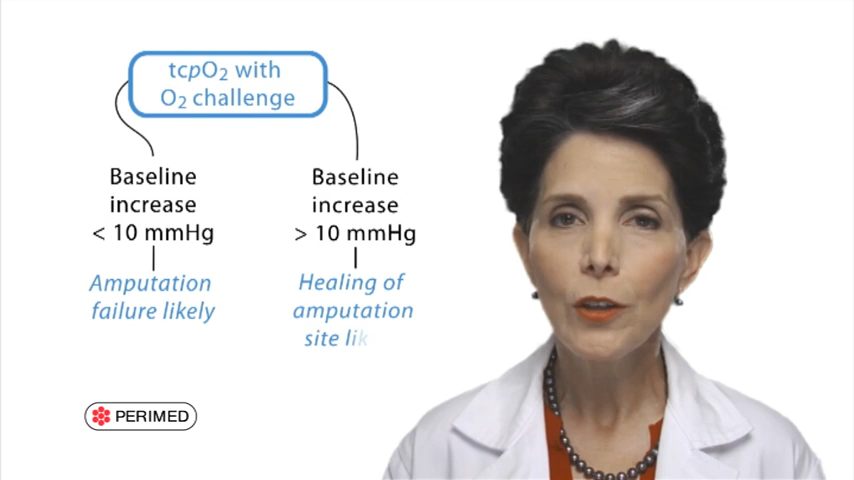 tcpO₂ with
O₂ challenge
Baseline
increase
< 10 mmHg
Amputation
failure likely
Baseline
increase
> 10 mmHg
Healing of
amputation
site lik
PERIMED